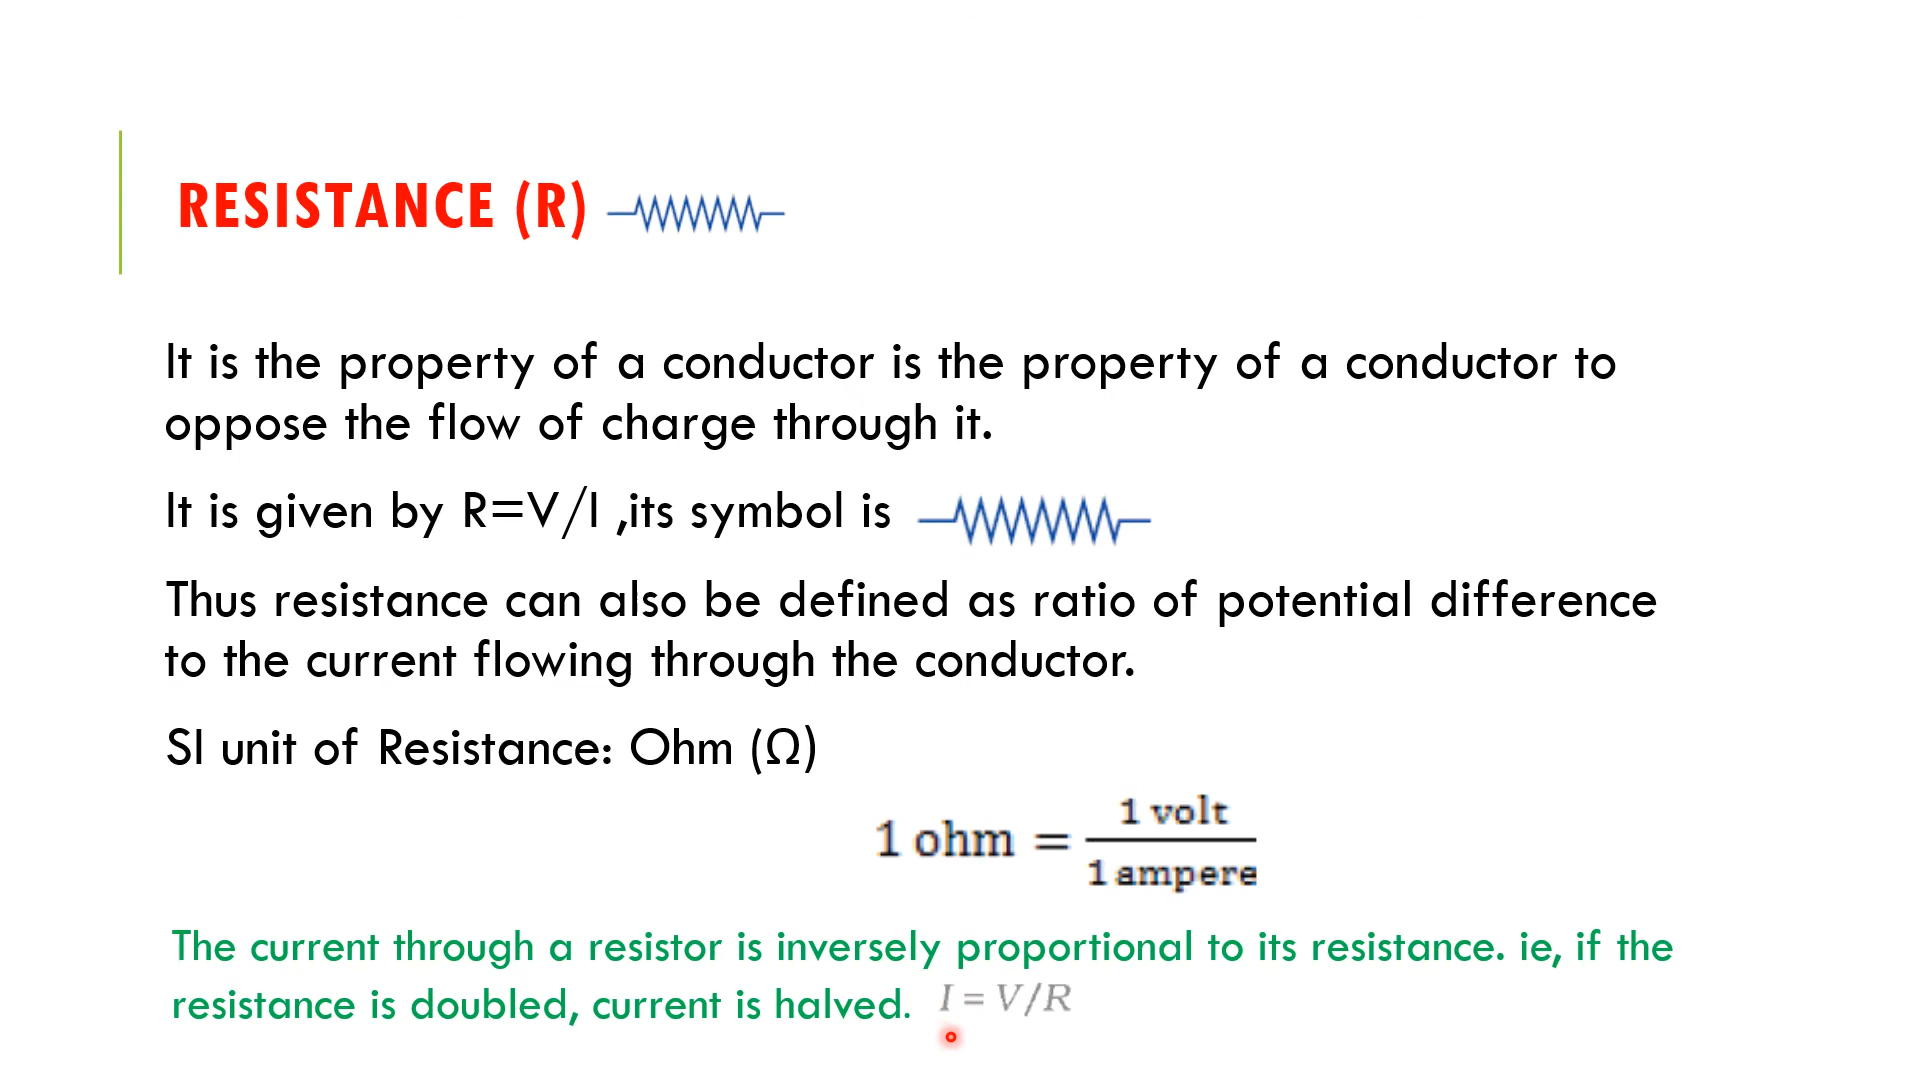 RESISTANCE (R)
It is the property of a conductor is the property of a conductor to
oppose the flow of charge through it.
It is given by R=V/I ,its symbol is
Thus resistance can also be defined as ratio of potential difference
to the current flowing through the conductor.
SI unit of Resistance: Ohm (Ω)
1 ohm = 1 volt / 1 ampere
The current through a resistor is inversely proportional to its resistance. ie, if the
resistance is doubled, current is halved. I = V/R